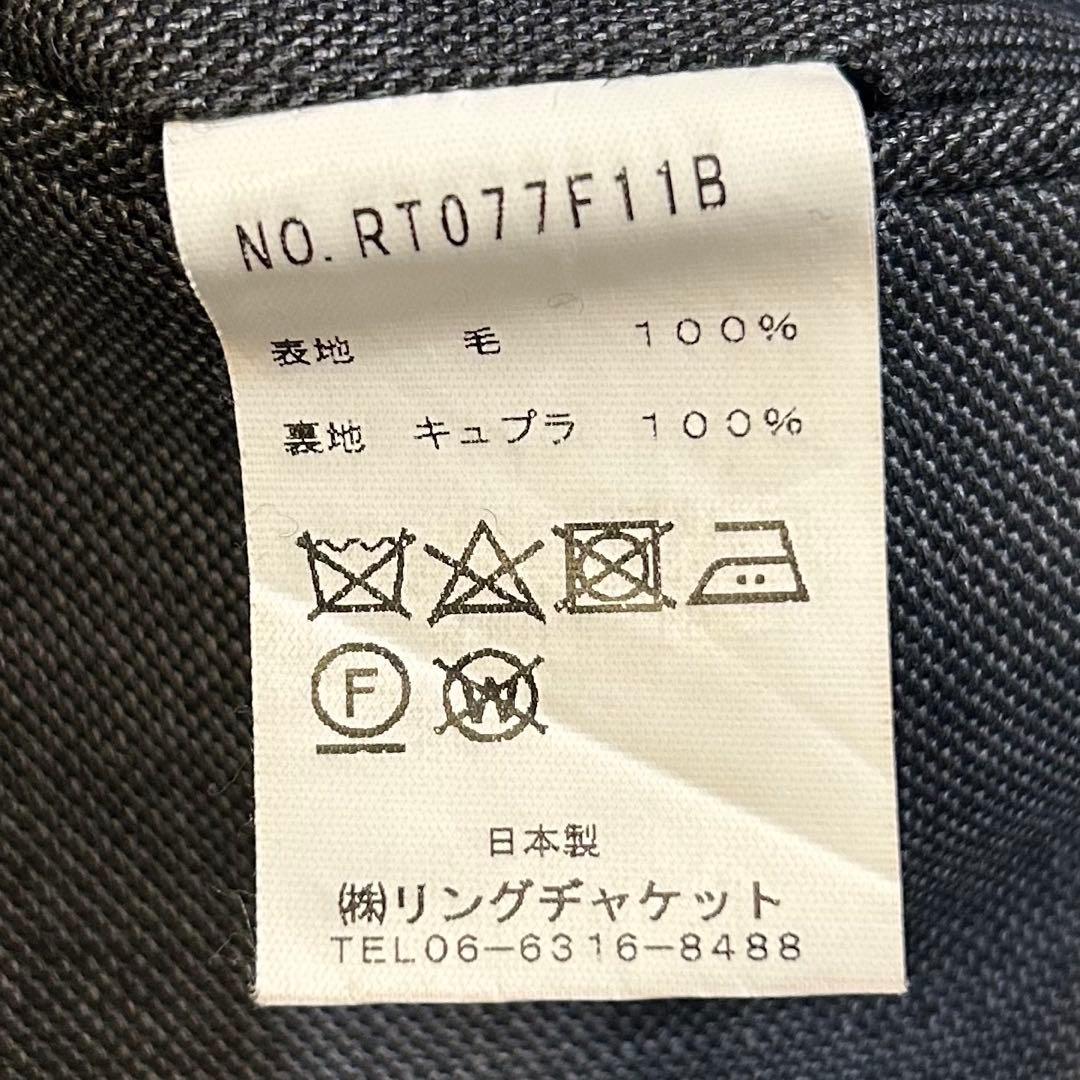 NO.RT077F11B
表地 毛 100%
裏地 キュプラ 100%
F W
日本製
㈱リングヂャケット
TEL06-6316-8488